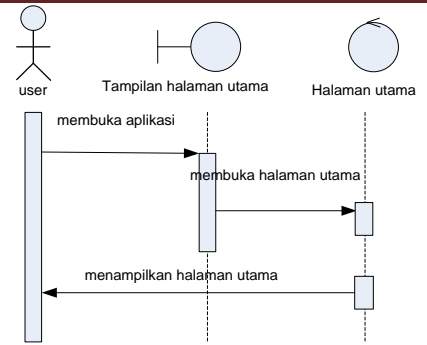 user
Tampilan halaman utama
Halaman utama
membuka aplikasi
membuka halaman utama
menampilkan halaman utama